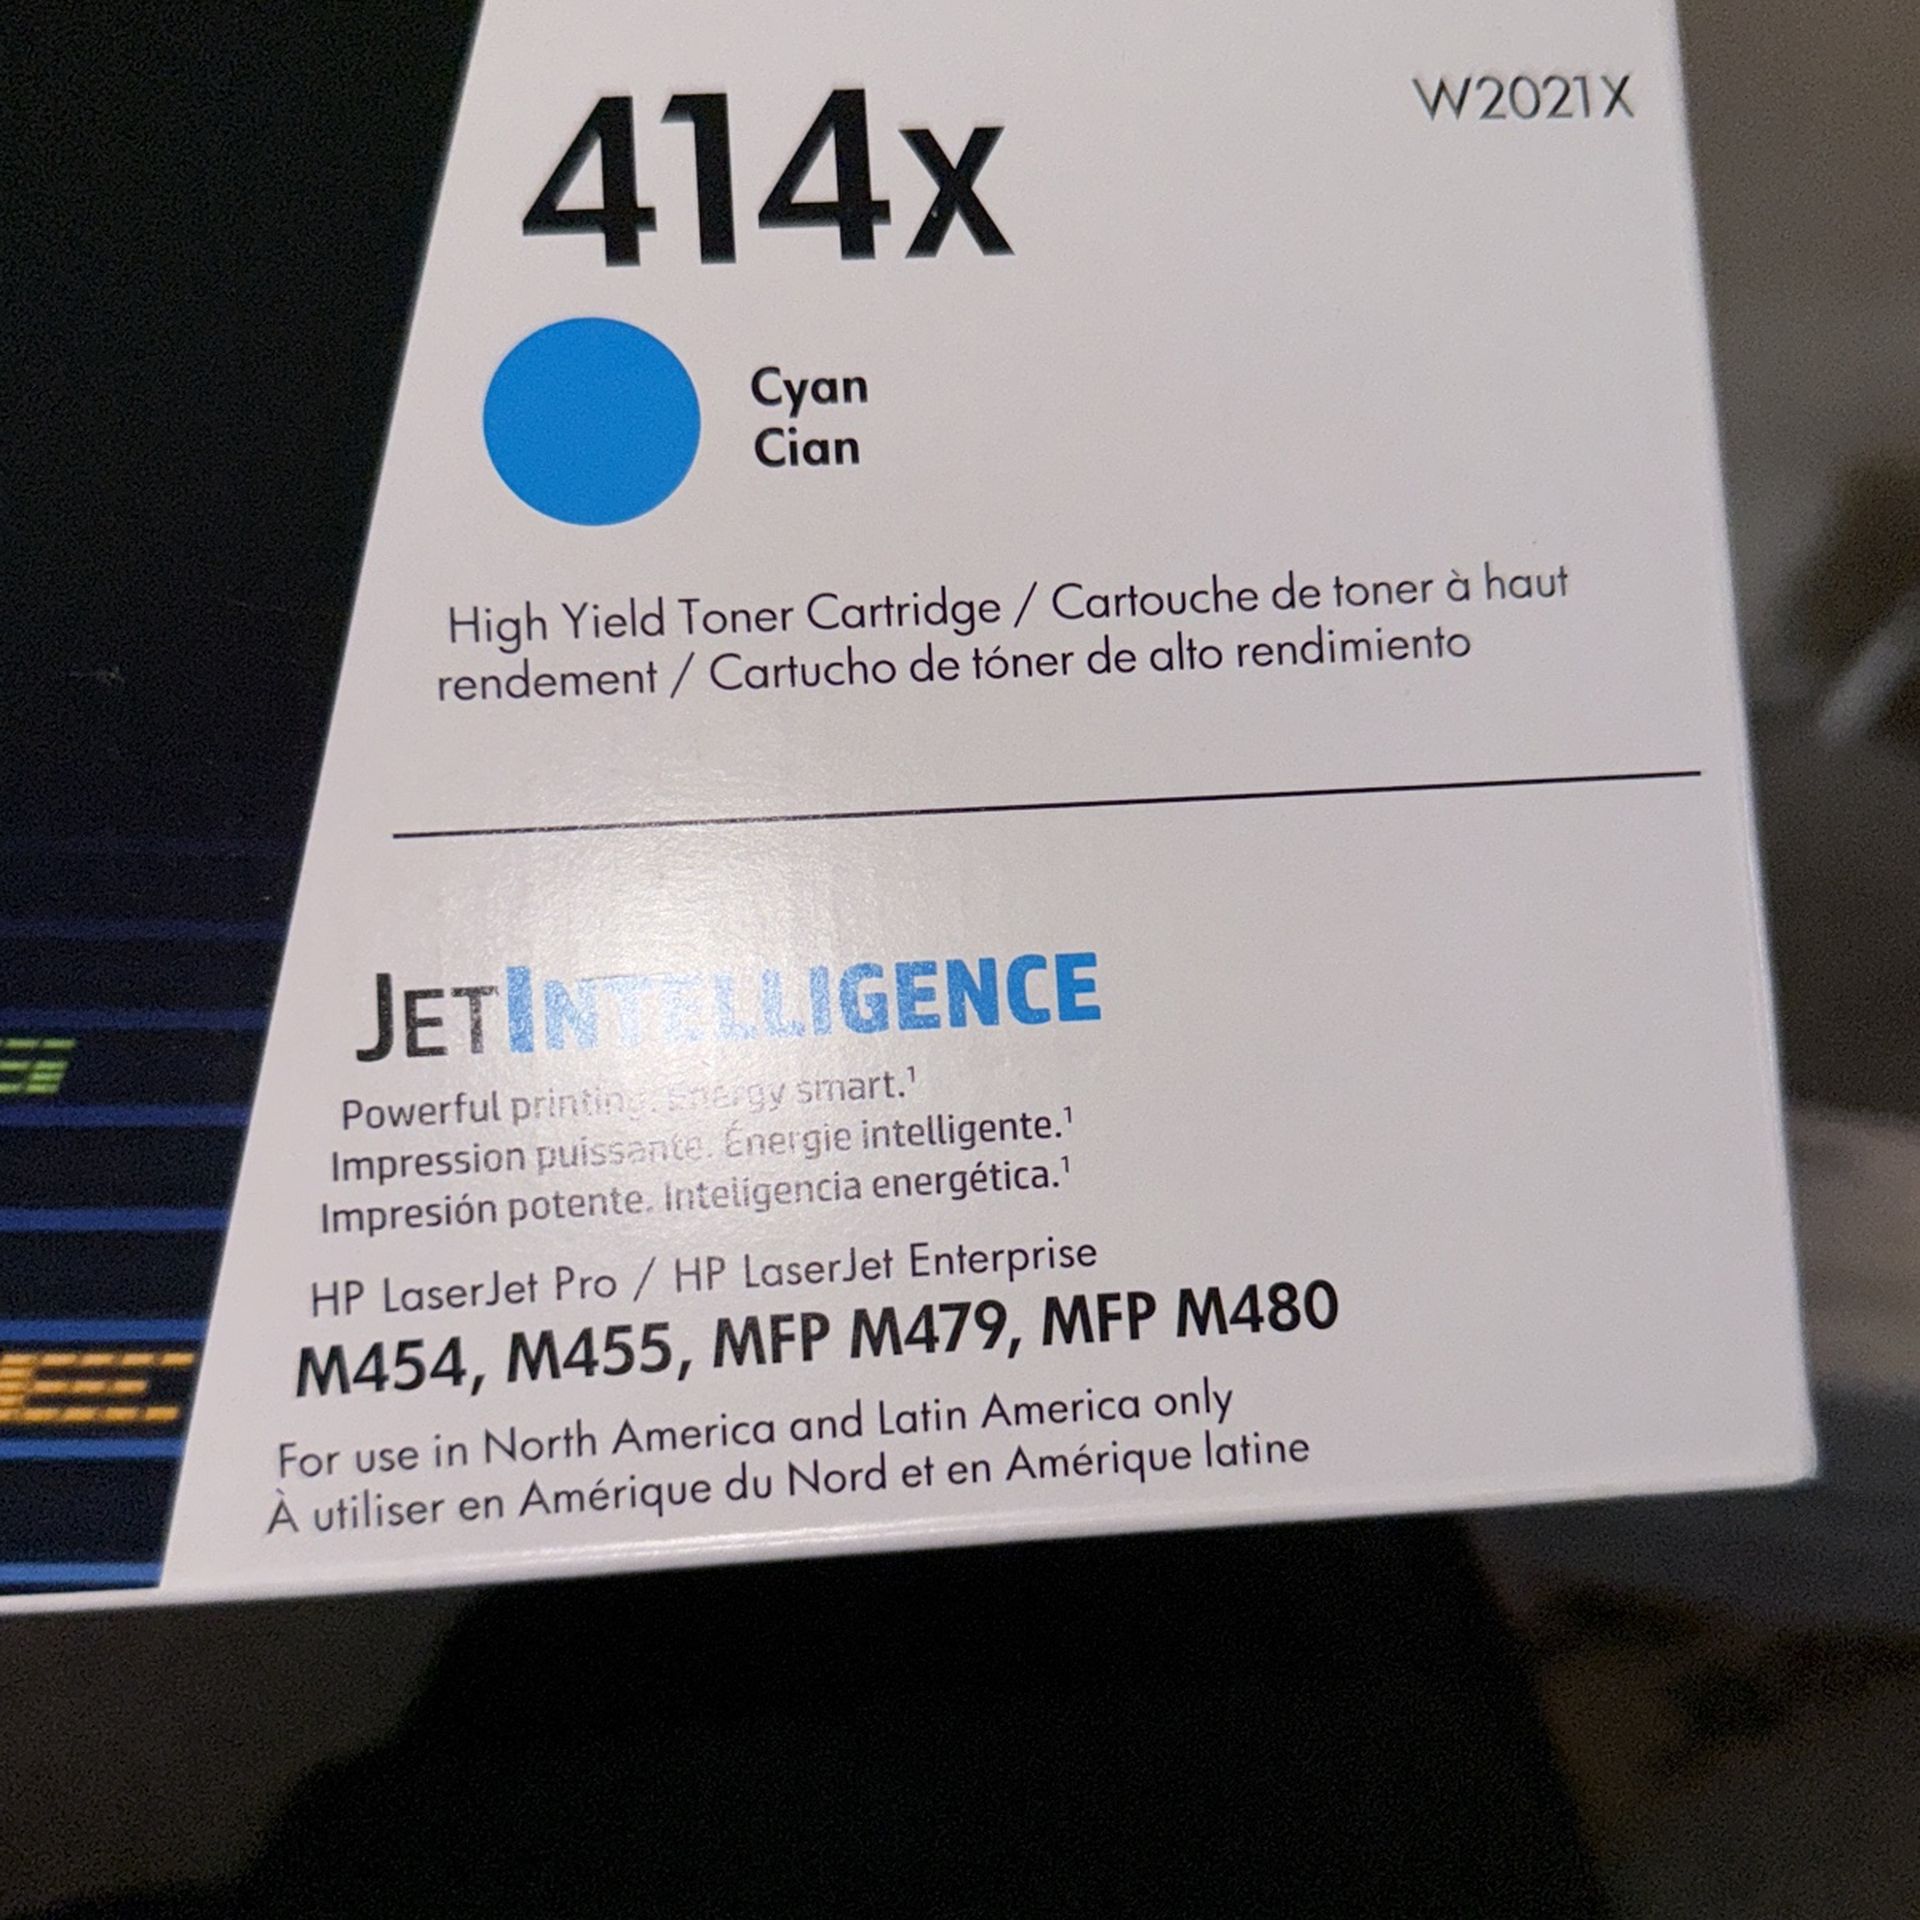 414X
W2021X
Cyan
Cian
High Yield Toner Cartridge / Cartouche de toner à haut
rendement / Cartucho de tóner de alto rendimiento
JETINTELLIGENCE
Powerful printing. Energy smart.¹
Impression puissante. Énergie intelligente.¹
Impresión potente. Inteligencia energética.¹
HP LaserJet Pro / HP LaserJet Enterprise
M454, M455, MFP M479, MFP M480
For use in North America and Latin America only
À utiliser en Amérique du Nord et en Amérique latine